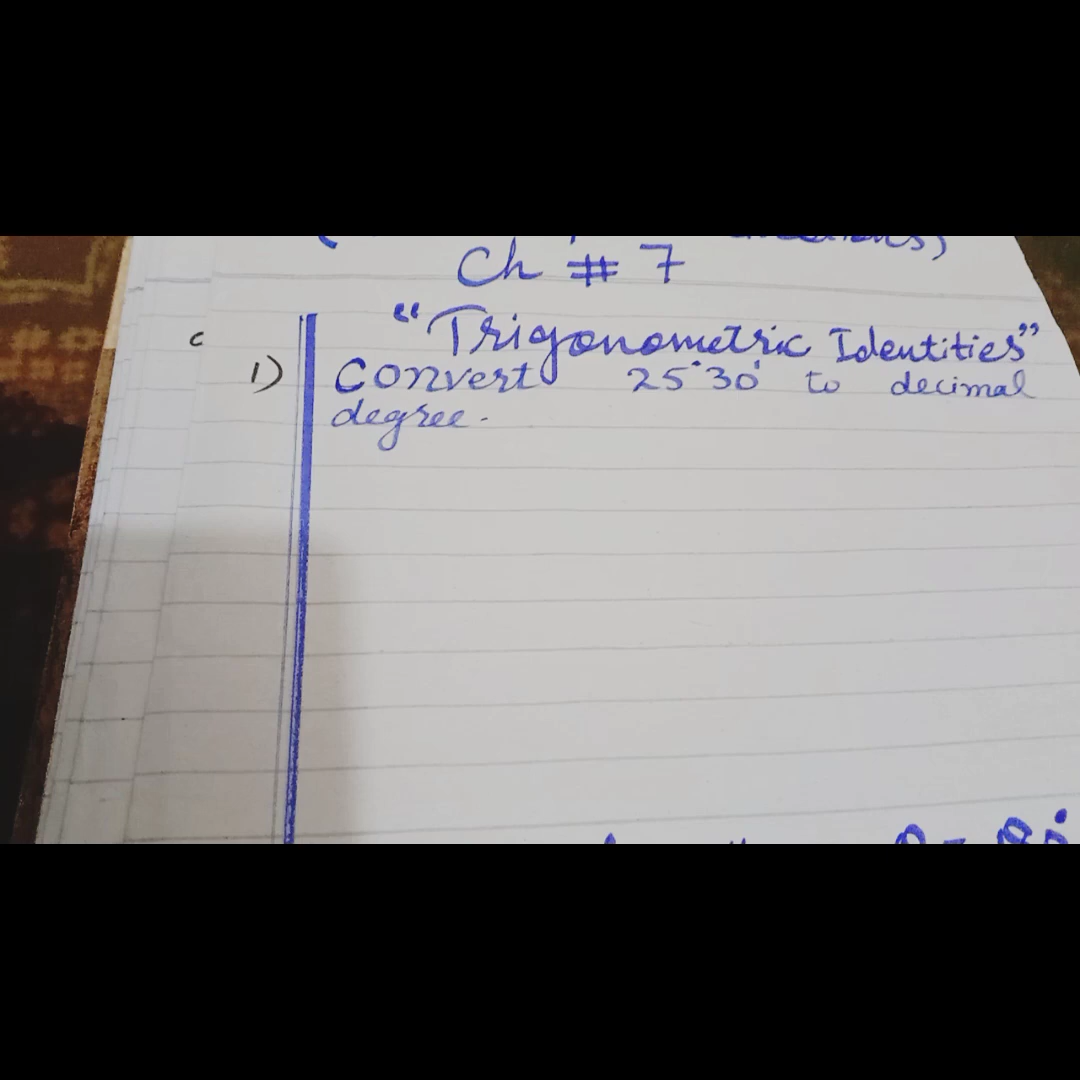 Ch # 7
"Trigonometric Identities"
1) Convert 25°30' to decimal
degree.